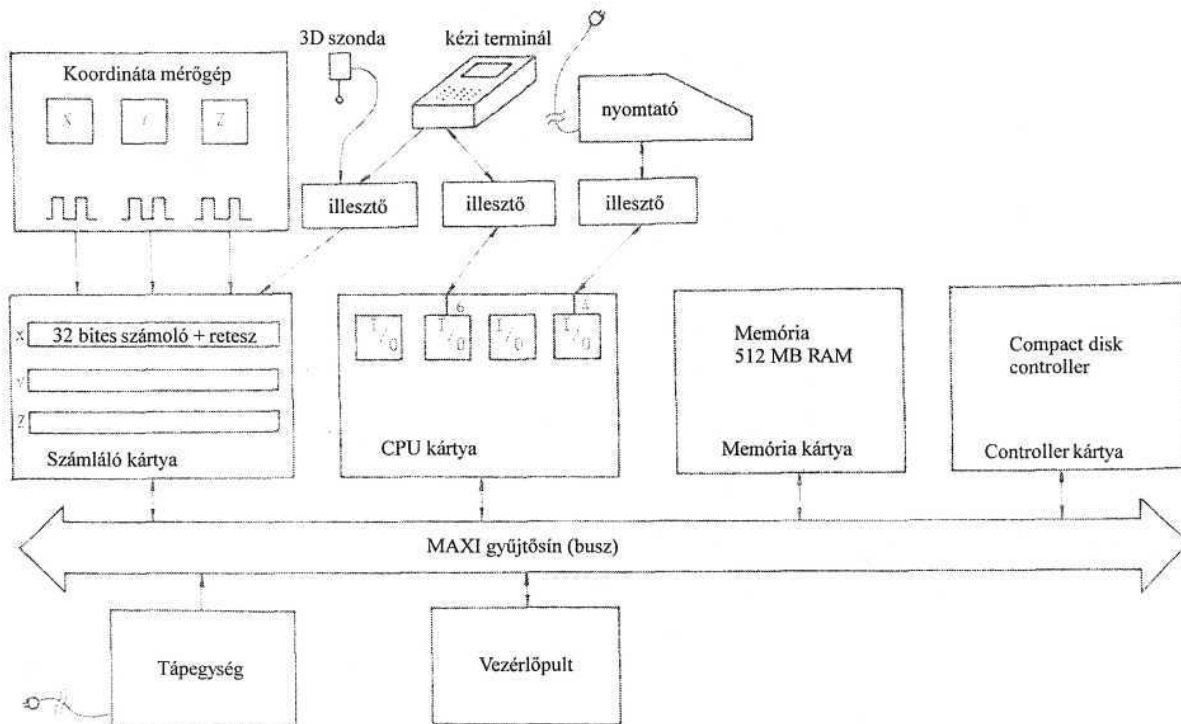 3D szonda
kézi terminál
Koordináta mérőgép
X Y Z
nyomtató
illesztő
illesztő
illesztő
6
4
I/O I/O I/O I/O
X 32 bites számoló + retesz
Y
Z
Számláló kártya
CPU kártya
Memória
512 MB RAM
Memória kártya
Compact disk
controller
Controller kártya
MAXI gyűjtősín (busz)
Tápegység
Vezérlőpult